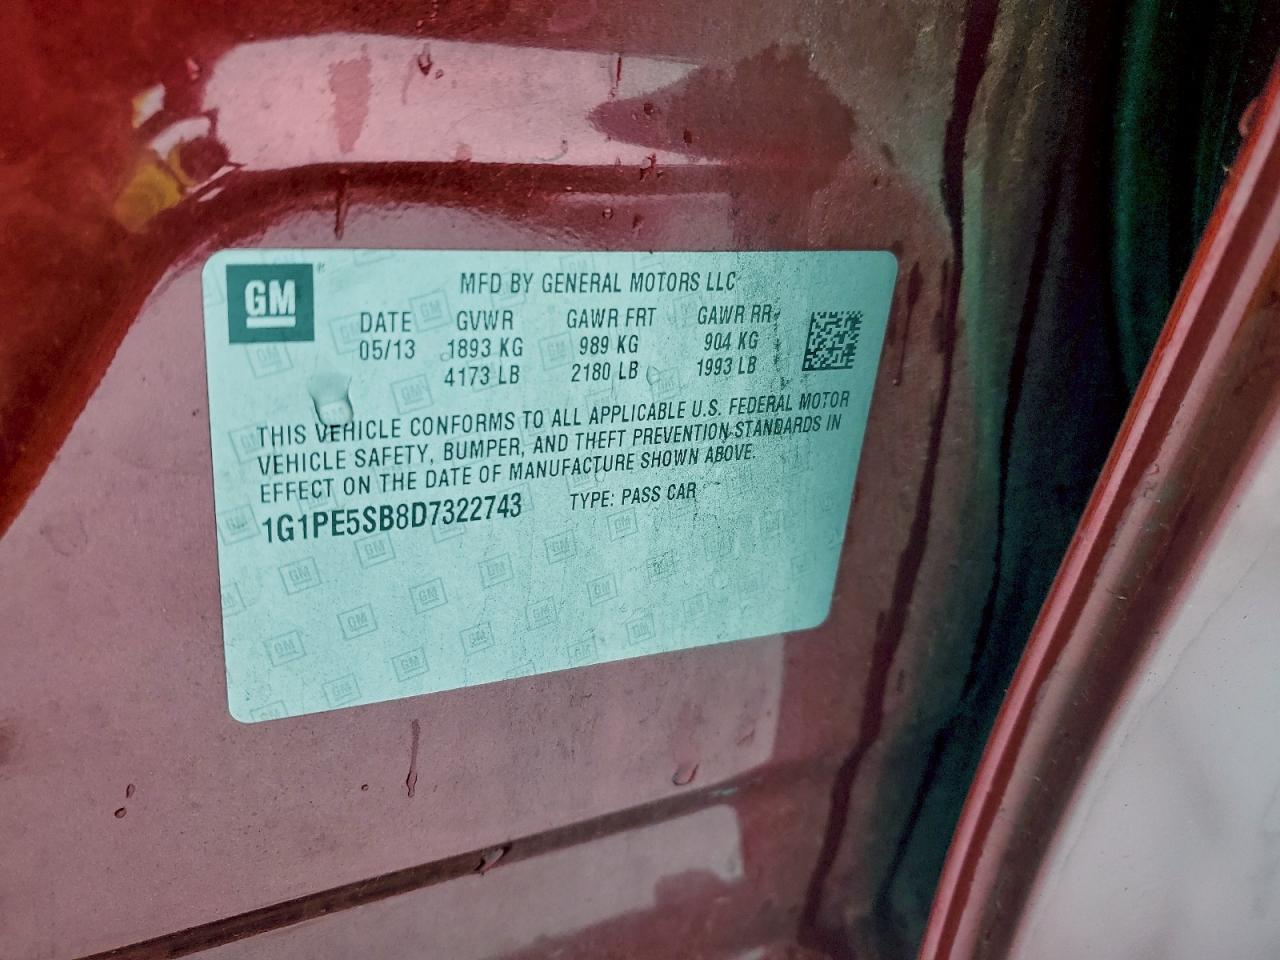 GM
MFD BY GENERAL MOTORS LLC
DATE GVWR GAWR FRT GAWR RR
05/13 1893 KG 989 KG 904 KG
4173 LB 2180 LB 1993 LB
THIS VEHICLE CONFORMS TO ALL APPLICABLE U.S. FEDERAL MOTOR
VEHICLE SAFETY, BUMPER, AND THEFT PREVENTION STANDARDS IN
EFFECT ON THE DATE OF MANUFACTURE SHOWN ABOVE.
1G1PE5SB8D7322743 TYPE: PASS CAR